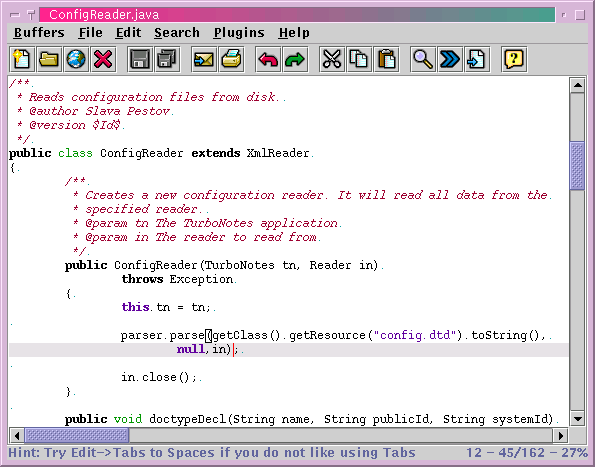 ConfigReader.java
Buffers File Edit Search Plugins Help
/**.
 * Reads configuration files from disk..
 * @author Slava Pestov.
 * @version $Id$.
 */.
public class ConfigReader extends XmlReader.
{.
        /**.
         * Creates a new configuration reader. It will read all data from the.
         * specified reader..
         * @param tn The TurboNotes application.
         * @param in The reader to read from.
         */.
        public ConfigReader(TurboNotes tn, Reader in).
                throws Exception.
        {.
                this.tn = tn;.
.
                parser.parse(getClass().getResource("config.dtd").toString(),.
                        null,in);.
.
                in.close();.
        }.
.
        public void doctypeDecl(String name, String publicId, String systemId).
Hint: Try Edit->Tabs to Spaces if you do not like using Tabs 12 - 45/162 - 27%